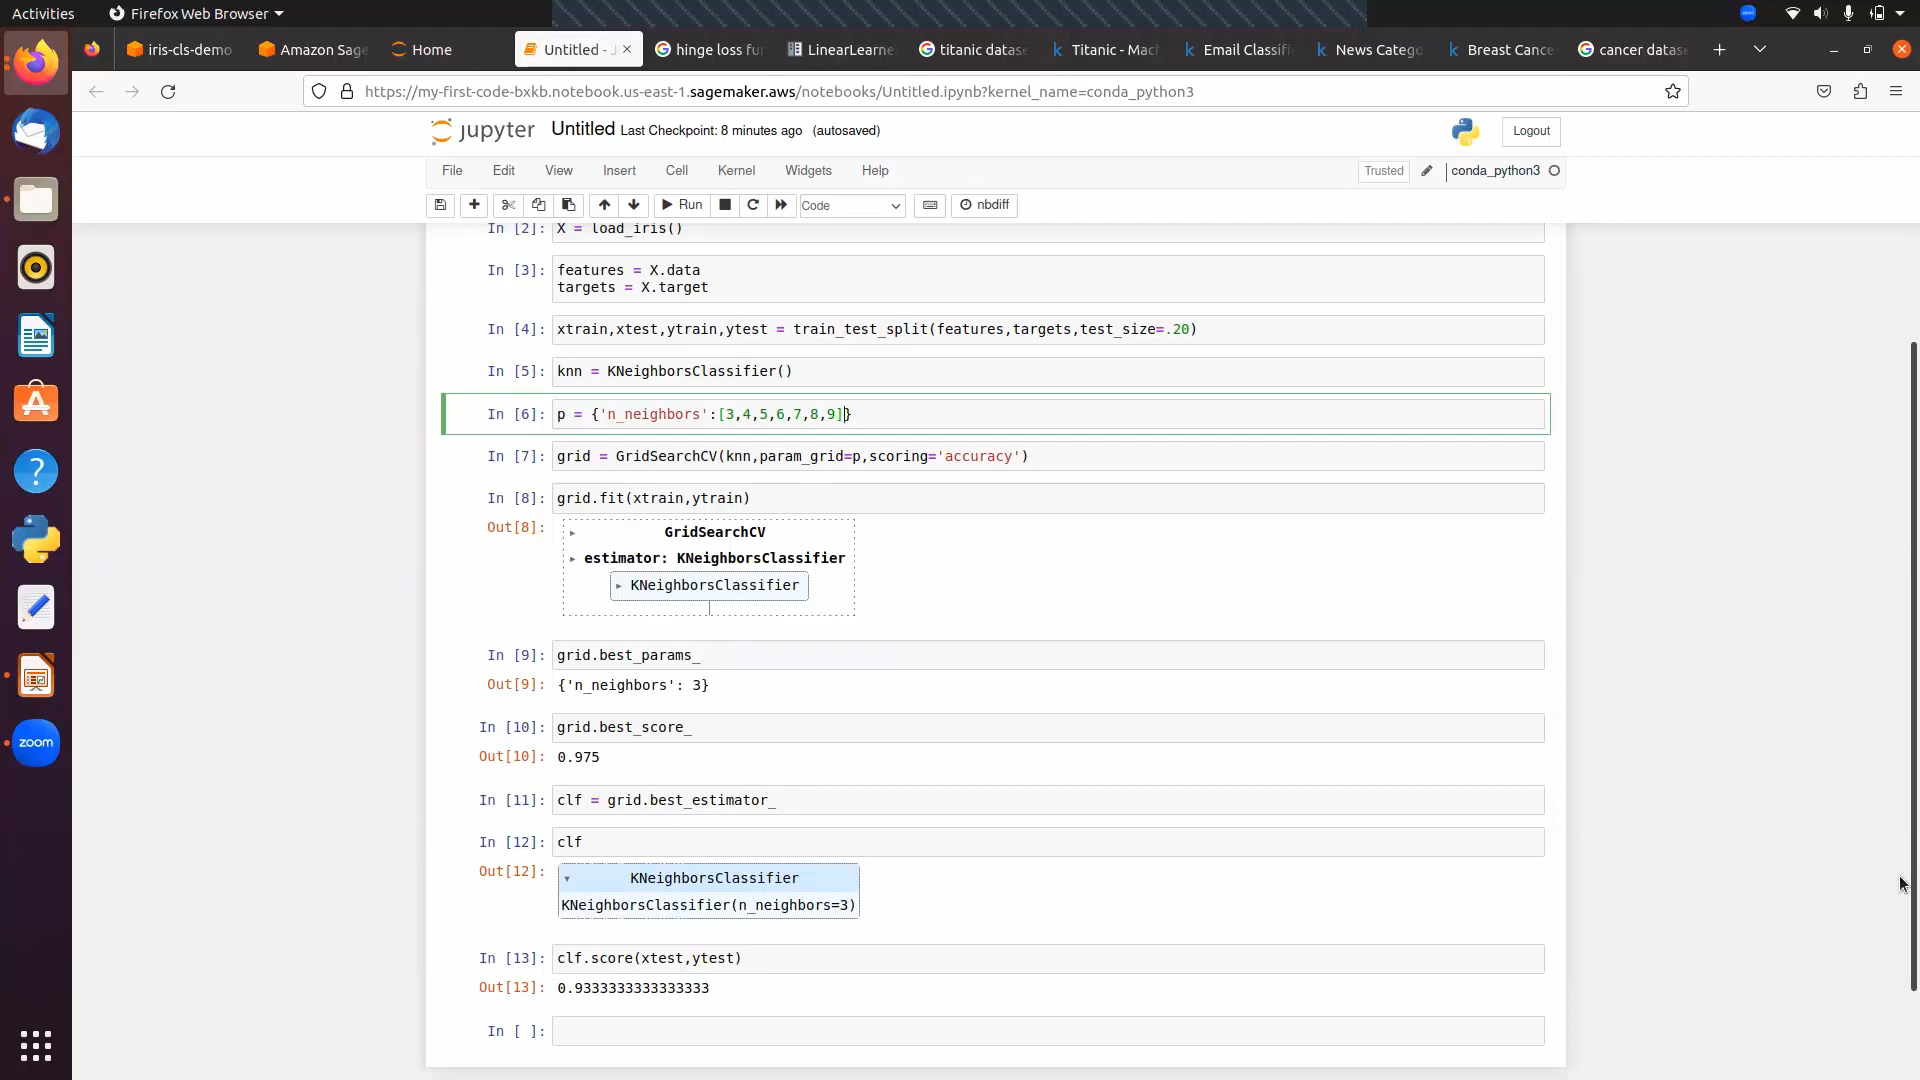 Activities
Firefox Web Browser
iris-cls-demo
Amazon Sage
Home
Untitled - J
hinge loss fu
LinearLearne
titanic datase
Titanic - Mac
Email Classifi
News Catego
Breast Cance
cancer datase
https://my-first-code-bxkb.notebook.us-east-1.sagemaker.aws/notebooks/Untitled.ipynb?kernel_name=conda_python3
jupyter Untitled Last Checkpoint: 8 minutes ago (autosaved)
Logout
File Edit View Insert Cell Kernel Widgets Help
Trusted
conda_python3
Run
Code
nbdiff
In [2]: X = load_iris()
In [3]: features = X.data
targets = X.target
In [4]: xtrain,xtest,ytrain,ytest = train_test_split(features,targets,test_size=.20)
In [5]: knn = KNeighborsClassifier()
In [6]: p = {'n_neighbors':[3,4,5,6,7,8,9]}
In [7]: grid = GridSearchCV(knn,param_grid=p,scoring='accuracy')
In [8]: grid.fit(xtrain,ytrain)
Out[8]:
GridSearchCV
estimator: KNeighborsClassifier
KNeighborsClassifier
In [9]: grid.best_params_
Out[9]: {'n_neighbors': 3}
In [10]: grid.best_score_
Out[10]: 0.975
In [11]: clf = grid.best_estimator_
In [12]: clf
Out[12]:
KNeighborsClassifier
KNeighborsClassifier(n_neighbors=3)
In [13]: clf.score(xtest,ytest)
Out[13]: 0.9333333333333333
In [ ]:
zoom